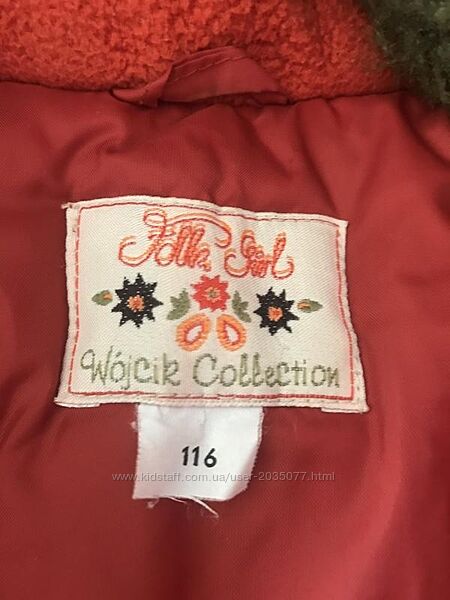 Folk Girl
Wójcik Collection
116
www.kidstaff.com.ua/user-2035077.html